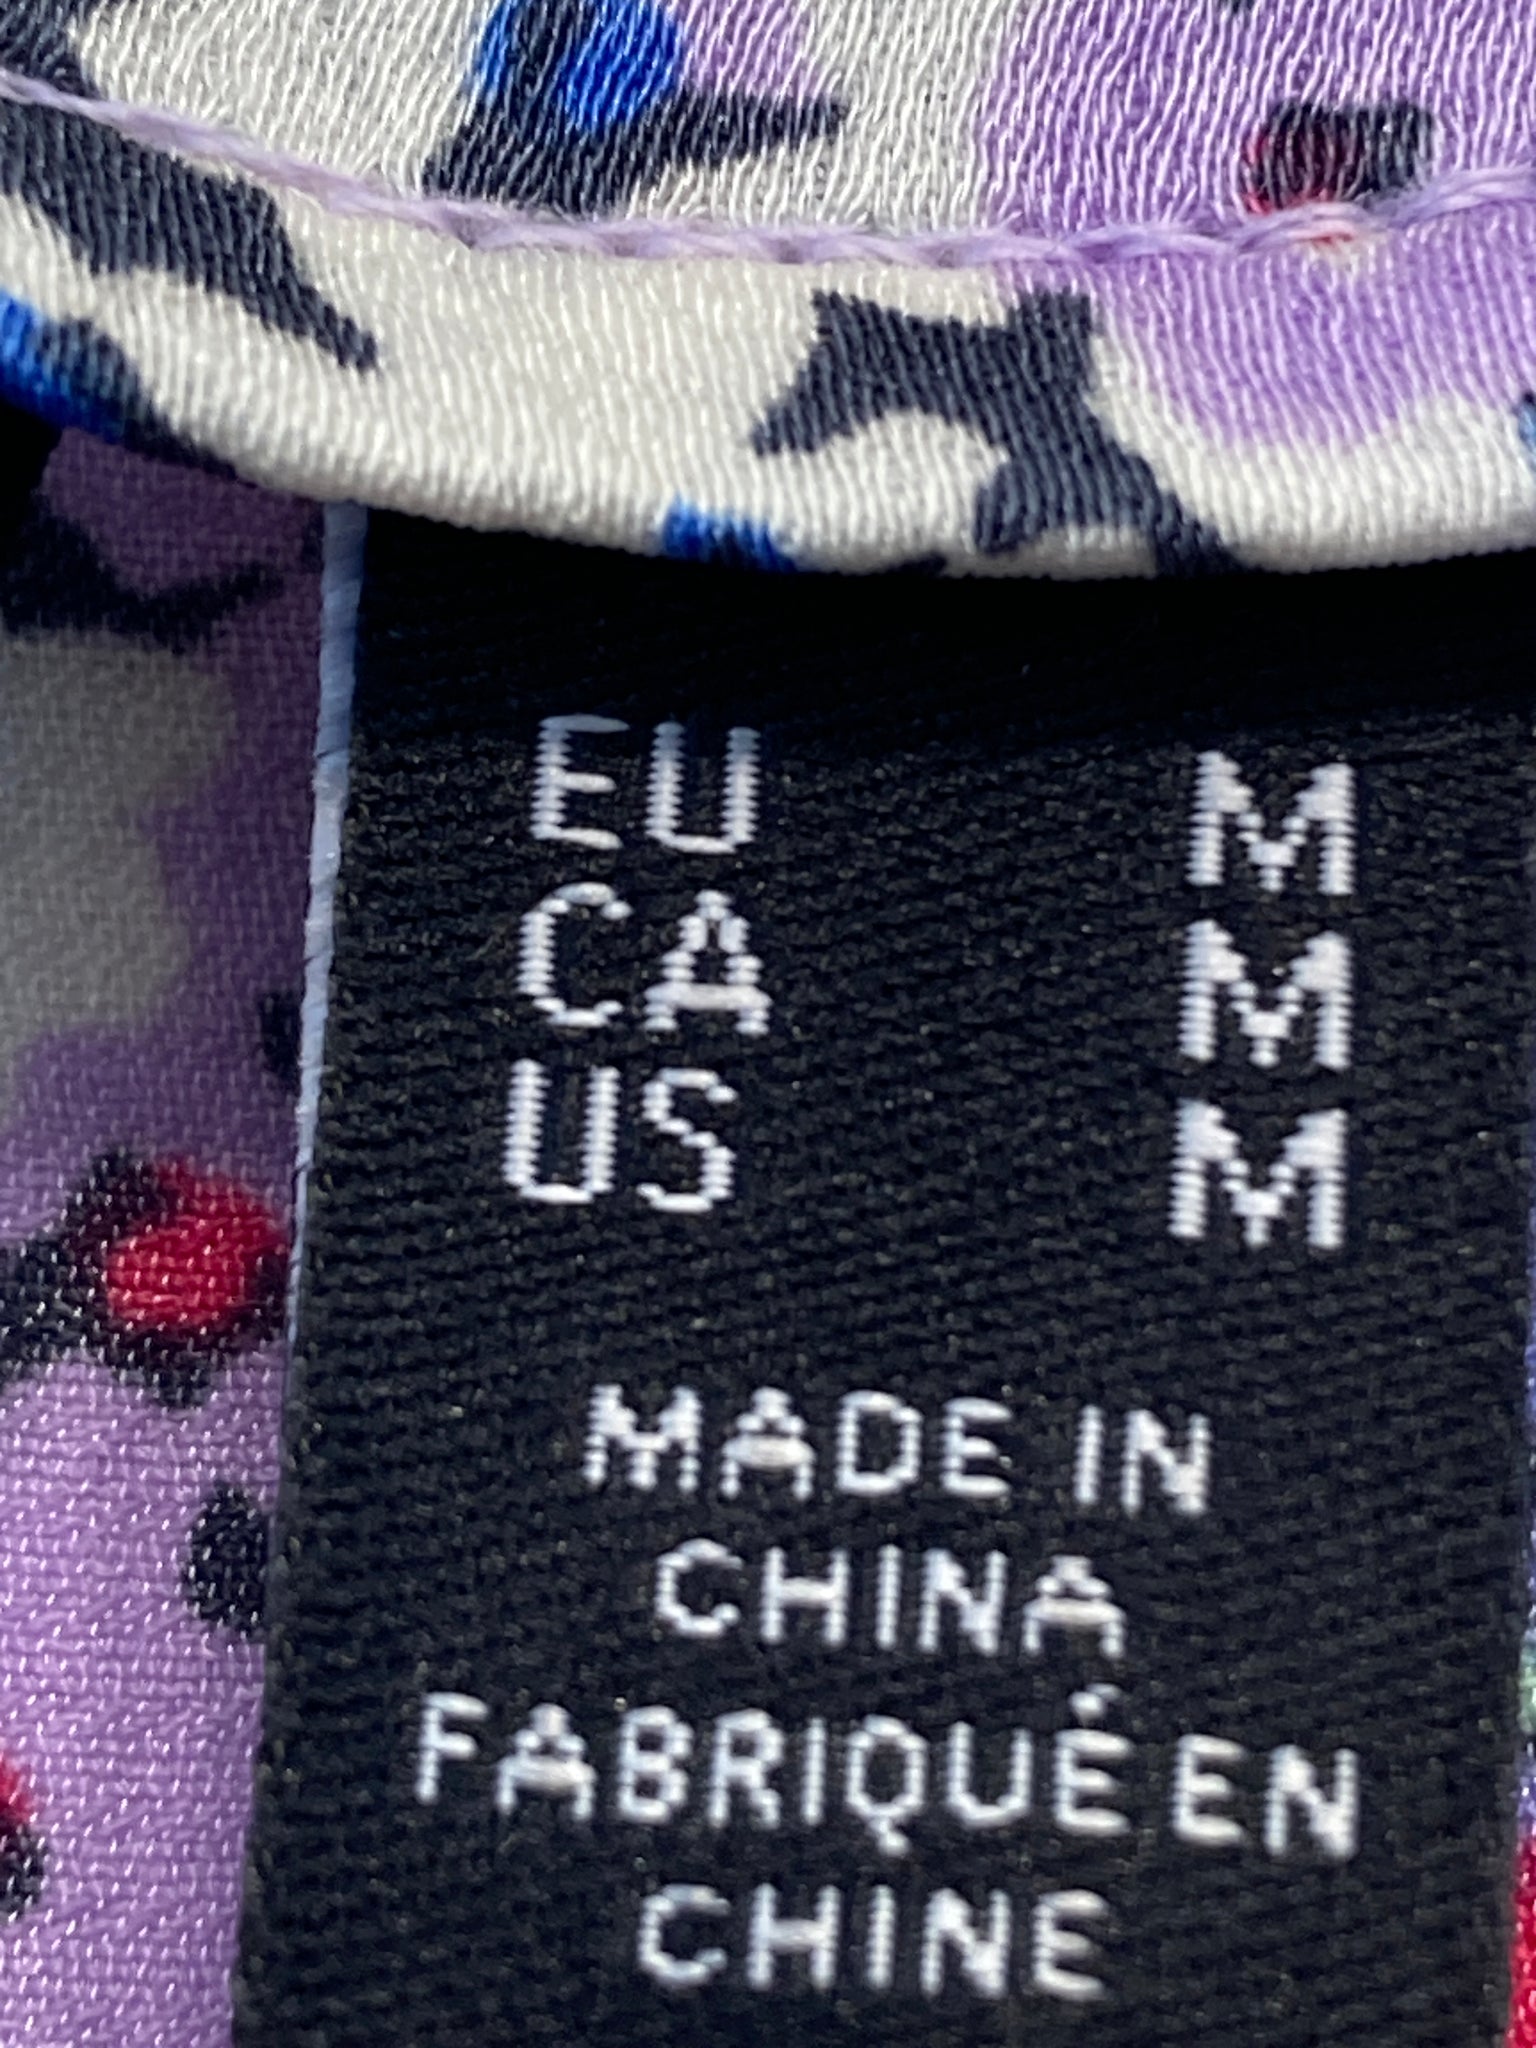 EU M
CA M
US M
MADE IN
CHINA
FABRIQUÉ EN
CHINE